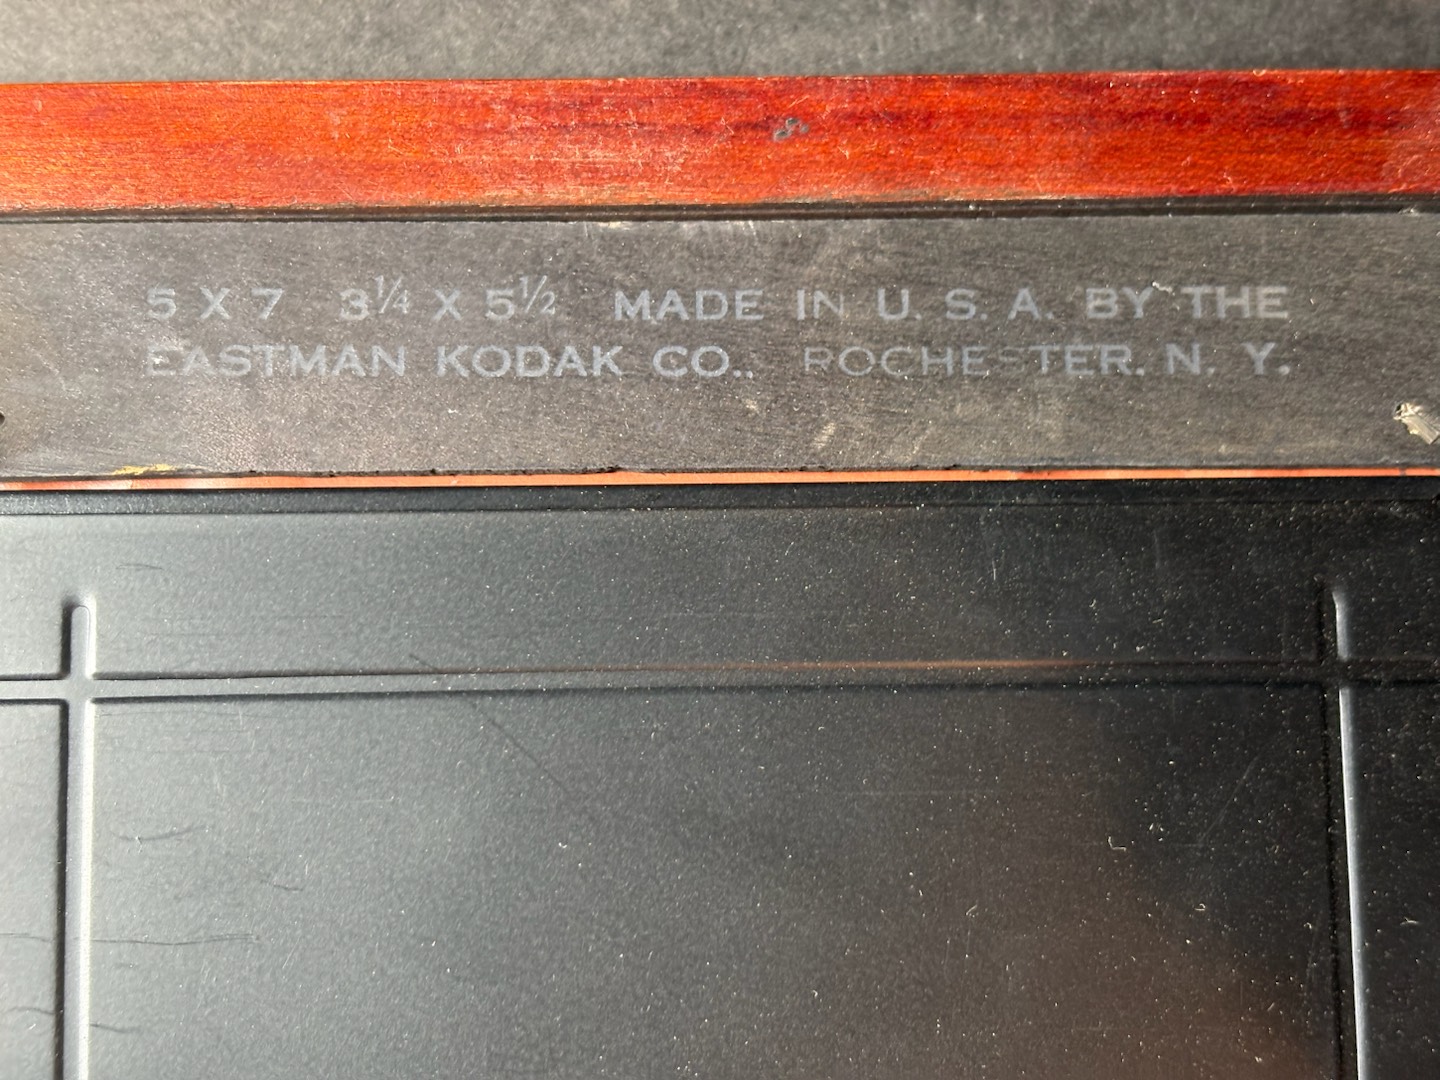 5 X 7 3¼ X 5½ MADE IN U. S. A. BY THE
EASTMAN KODAK CO., ROCHESTER, N. Y.